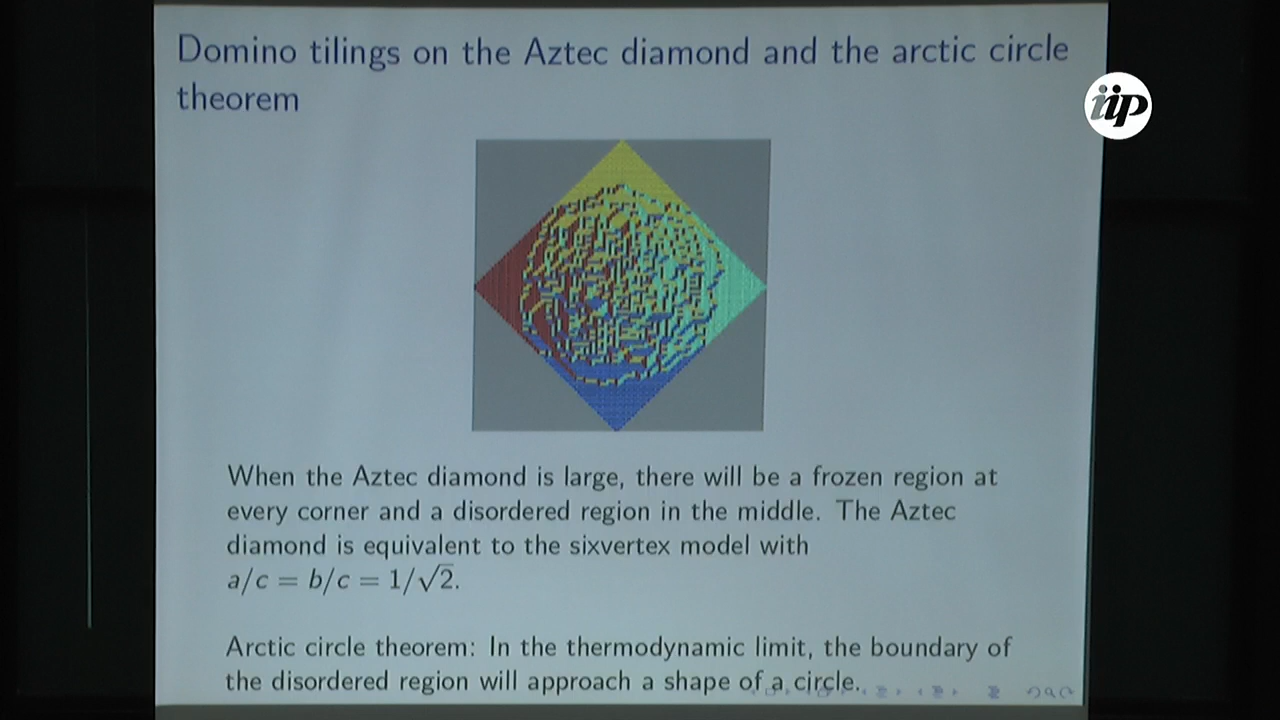 Domino tilings on the Aztec diamond and the arctic circle
theorem
iip
When the Aztec diamond is large, there will be a frozen region at
every corner and a disordered region in the middle. The Aztec
diamond is equivalent to the sixvertex model with
a/c = b/c = 1/√2.
Arctic circle theorem: In the thermodynamic limit, the boundary of
the disordered region will approach a shape of a circle.